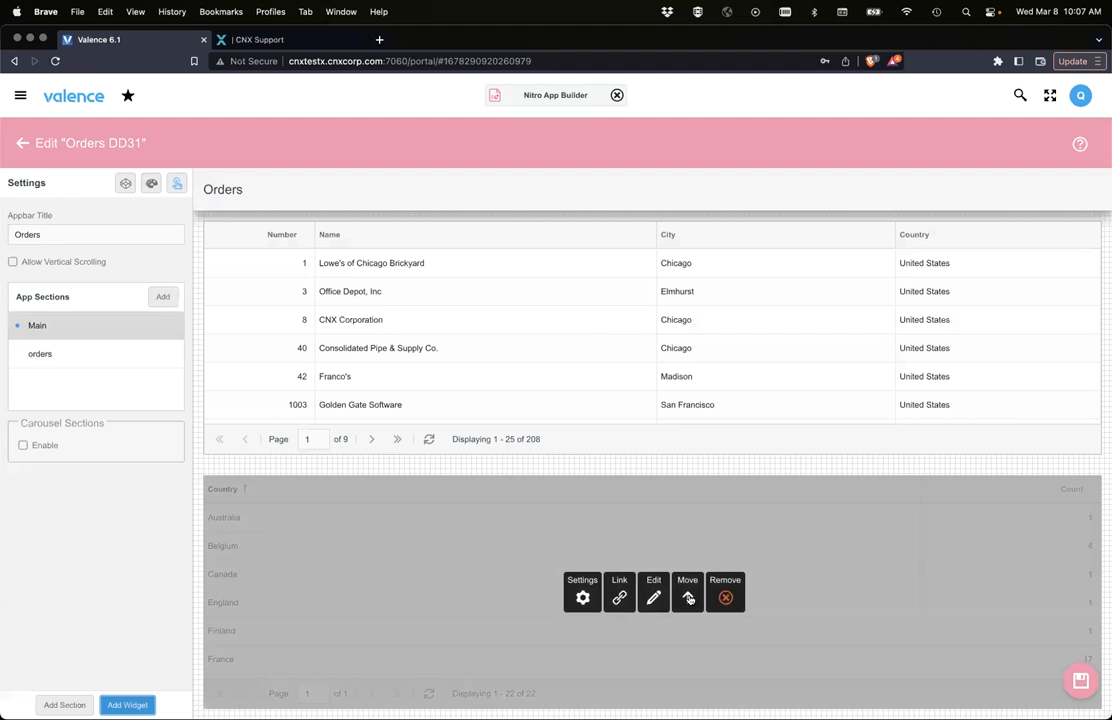 Brave File Edit View History Bookmarks Profiles Tab Window Help Wed Mar 8 10:07 AM
Valence 6.1 | CNX Support
Not Secure cnxtestx.cnxcorp.com:7060/portal/#1678290920260979 Update
valence Nitro App Builder Q
Edit "Orders DD31"
Settings
Orders
Appbar Title
Orders
Number Name City Country
Allow Vertical Scrolling
1 Lowe's of Chicago Brickyard Chicago United States
App Sections Add
3 Office Depot, Inc Elmhurst United States
Main
8 CNX Corporation Chicago United States
orders
40 Consolidated Pipe & Supply Co. Chicago United States
42 Franco's Madison United States
1003 Golden Gate Software San Francisco United States
Carousel Sections
Enable
Page 1 of 9 Displaying 1 - 25 of 208
Country Count
Australia 1
Belgium 4
Canada 1
England 1
Finland 1
France 17
Settings Link Edit Move Remove
Page 1 of 1 Displaying 1 - 22 of 22
Add Section Add Widget